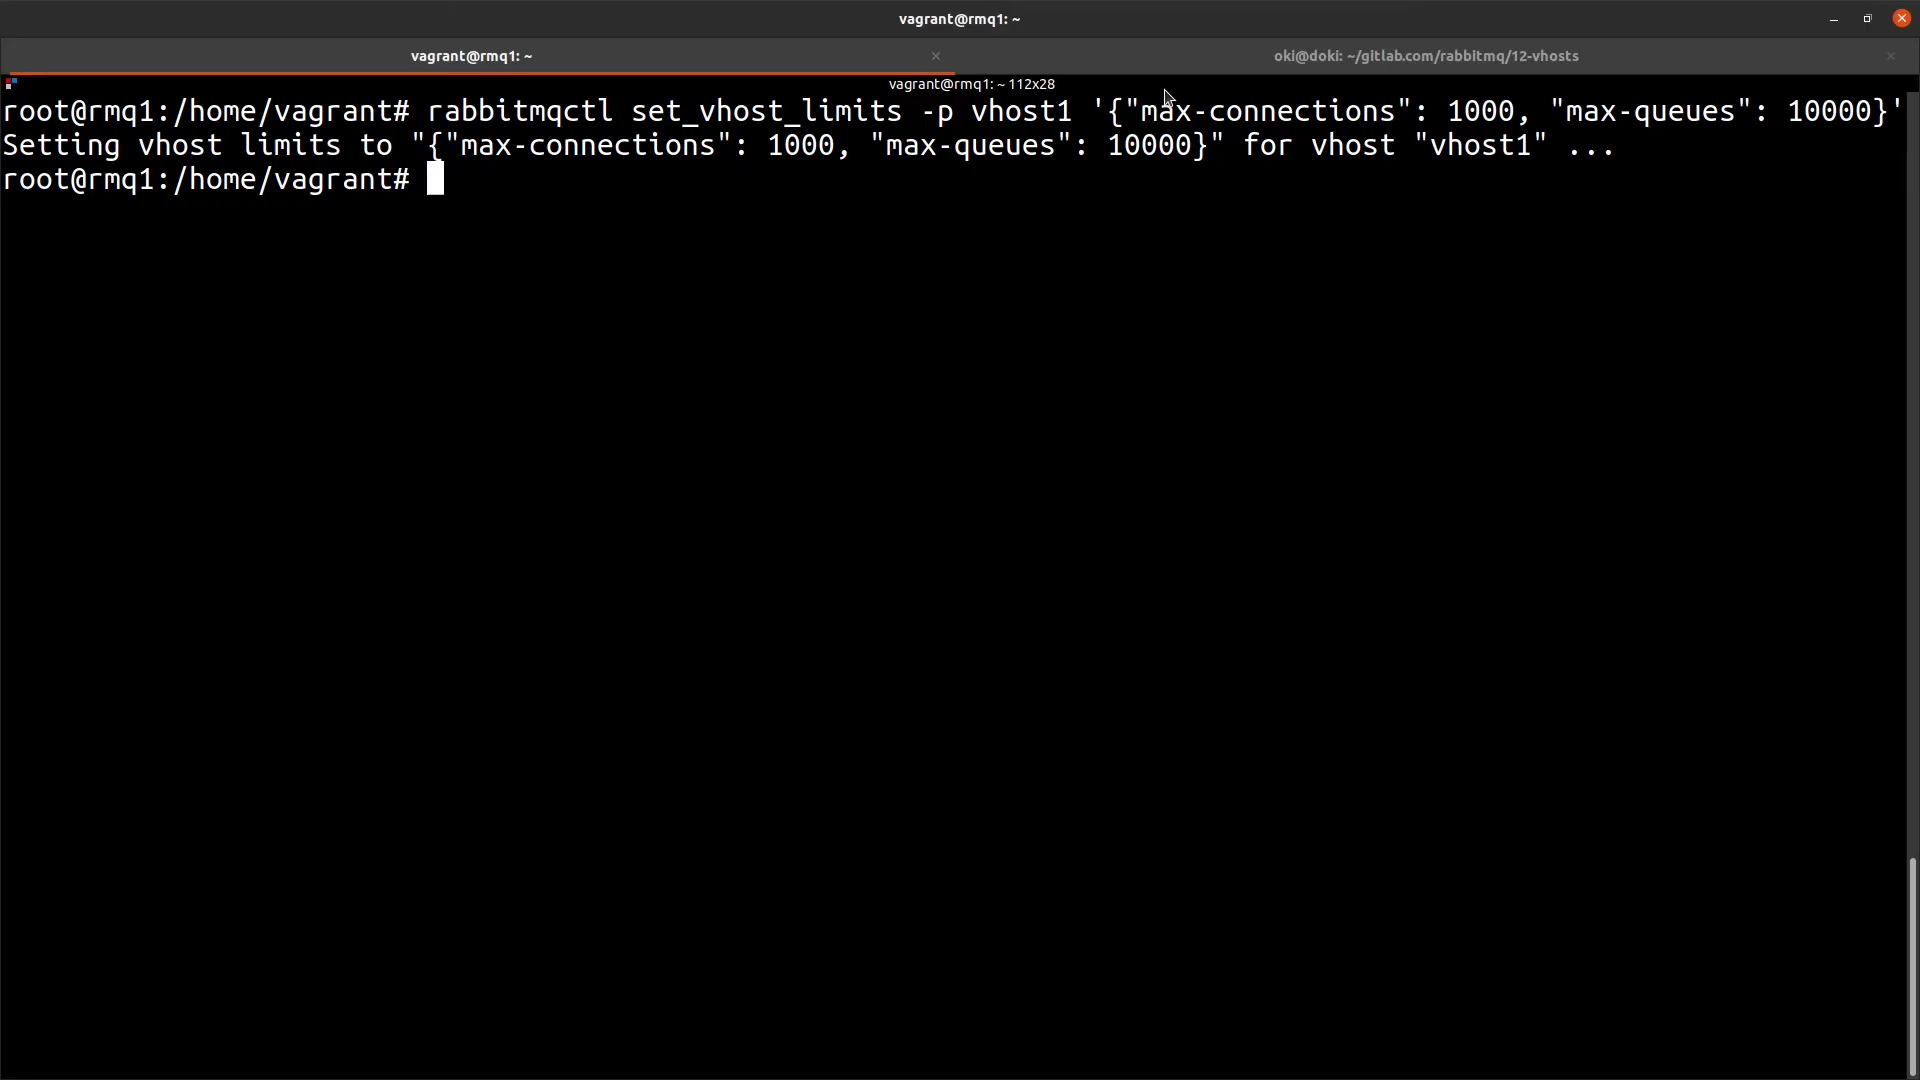 vagrant@rmq1: ~
vagrant@rmq1: ~
oki@doki: ~/gitlab.com/rabbitmq/12-vhosts
vagrant@rmq1: ~ 112x28
root@rmq1:/home/vagrant# rabbitmqctl set_vhost_limits -p vhost1 '{"max-connections": 1000, "max-queues": 10000}'
Setting vhost limits to "{"max-connections": 1000, "max-queues": 10000}" for vhost "vhost1" ...
root@rmq1:/home/vagrant#